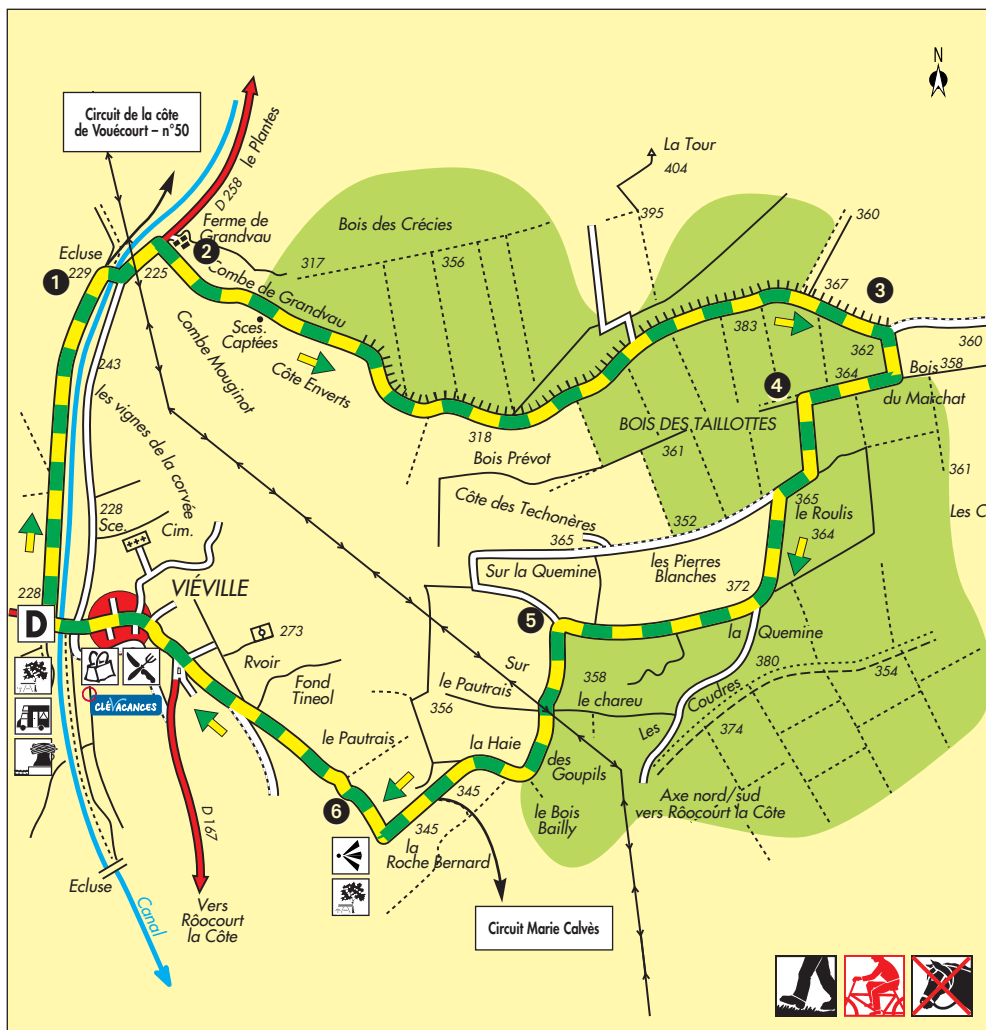 N
Circuit de la côte
de Vouécourt – n°50
le Plantes
D 258
La Tour
404
395
360
Bois des Crécies
Ferme de
Grandvau
2
Ecluse
1
229
225
317
356
367
3
Combe de Grandvau
Sces.
Captées
Côte Enverts
Combe Mouginot
383
362
360
358
Bois
du Marchat
364
4
243
les vignes de la corvée
318
BOIS DES TAILLOTTES
Bois Prévot
361
361
Côte des Techonères
352
365
le Roulis
Les C
228
Sce.
Cim.
365
364
les Pierres
Blanches
Sur la Quemine
372
VIÉVILLE
228
D
5
la Quemine
273
Rvoir
Fond
Tineol
Sur
le Pautrais
356
358
le chareu
380
354
Les Coudres
374
CLÉVACANCES
le Pautrais
la Haie
des
Goupils
345
6
345
le Bois
Bailly
Axe nord/sud
vers Rôocourt la Côte
la
Roche Bernard
D 167
Ecluse
Vers
Rôocourt
la Côte
Canal
Circuit Marie Calvès